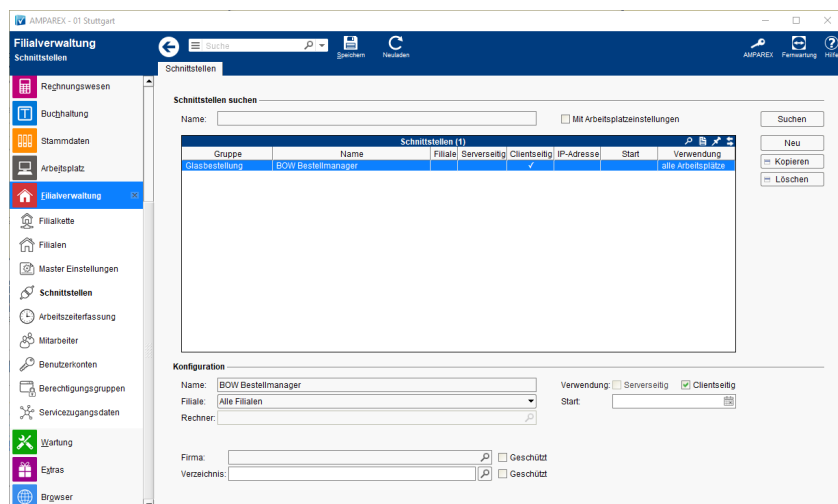 AMPAREX - 01 Stuttgart
Filialverwaltung
Schnittstellen
Suche
Speichern
Neuladen
AMPAREX
Fernwartung
Hilfe
Schnittstellen
Rechnungswesen
Buchhaltung
Stammdaten
Arbeitsplatz
Filialverwaltung
Filialkette
Filialen
Master Einstellungen
Schnittstellen
Arbeitszeiterfassung
Mitarbeiter
Benutzerkonten
Berechtigungsgruppen
Servicezugangsdaten
Wartung
Extras
Browser
Schnittstellen suchen
Name:
Mit Arbeitsplatzeinstellungen
Suchen
Schnittstellen (1)
Neu
Gruppe Name Filiale Serverseitig Clientseitig IP-Adresse Start Verwendung
Kopieren
Glasbestellung BOW Bestellmanager ✓ alle Arbeitsplätze
Löschen
Konfiguration
Name: BOW Bestellmanager Verwendung: Serverseitig Clientseitig
Filiale: Alle Filialen Start:
Rechner:
Firma: Geschützt
Verzeichnis: Geschützt